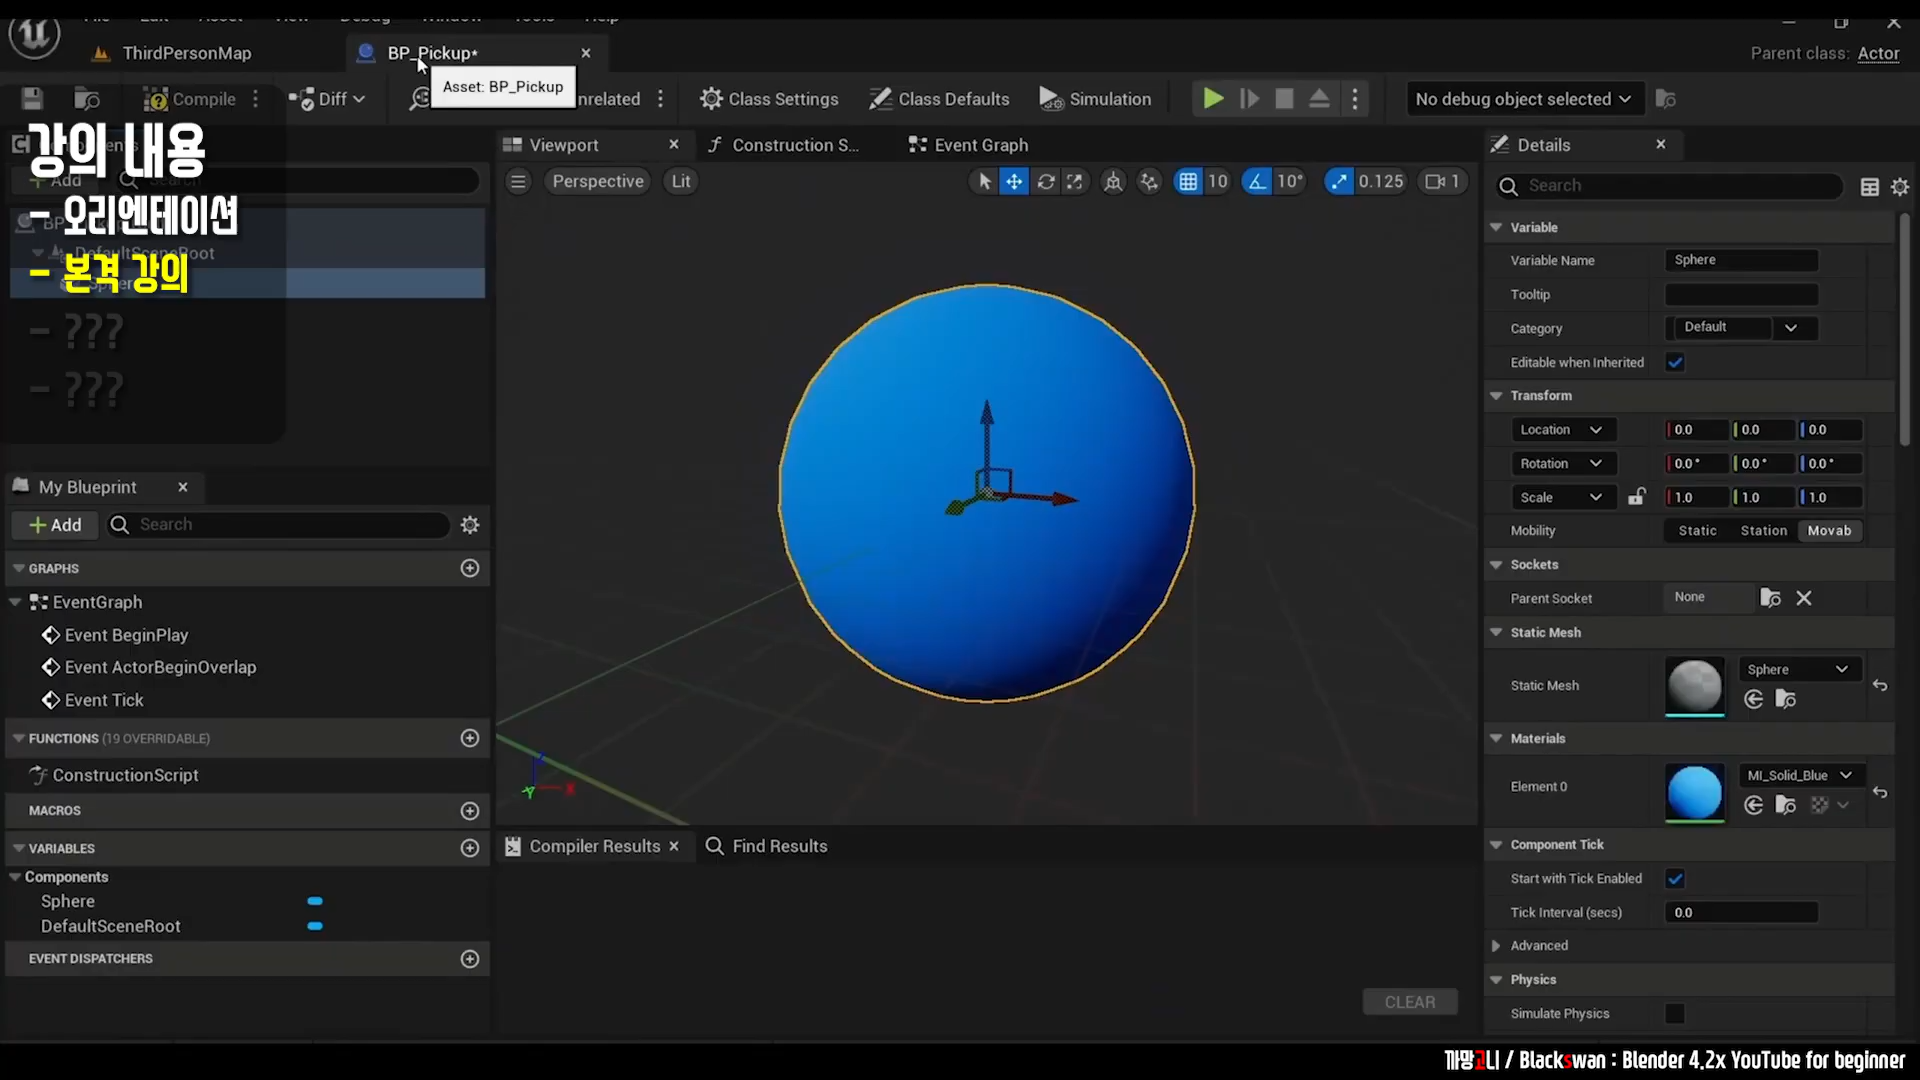 ThirdPersonMap
BP_Pickup*
Parent class: Actor
Asset: BP_Pickup
Compile
Diff
nrelated
Class Settings
Class Defaults
Simulation
No debug object selected
강의 내용
- 오리엔테이션
- 본격 강의
- ???
- ???
Add
Search
DefaultSceneRoot
Viewport
Construction S...
Event Graph
Perspective
Lit
10
10°
0.125
1
My Blueprint
Add
Search
GRAPHS
EventGraph
Event BeginPlay
Event ActorBeginOverlap
Event Tick
FUNCTIONS (19 OVERRIDABLE)
ConstructionScript
MACROS
VARIABLES
Components
Sphere
DefaultSceneRoot
EVENT DISPATCHERS
Compiler Results
Find Results
CLEAR
Details
Search
Variable
Variable Name Sphere
Tooltip
Category Default
Editable when Inherited
Transform
Location 0.0 0.0 0.0
Rotation 0.0° 0.0° 0.0°
Scale 1.0 1.0 1.0
Mobility Static Station Movab
Sockets
Parent Socket None
Static Mesh
Static Mesh Sphere
Materials
Element 0 MI_Solid_Blue
Component Tick
Start with Tick Enabled
Tick Interval (secs) 0.0
Advanced
Physics
Simulate Physics
까망고니 / Blackswan : Blender 4.2x YouTube for beginner